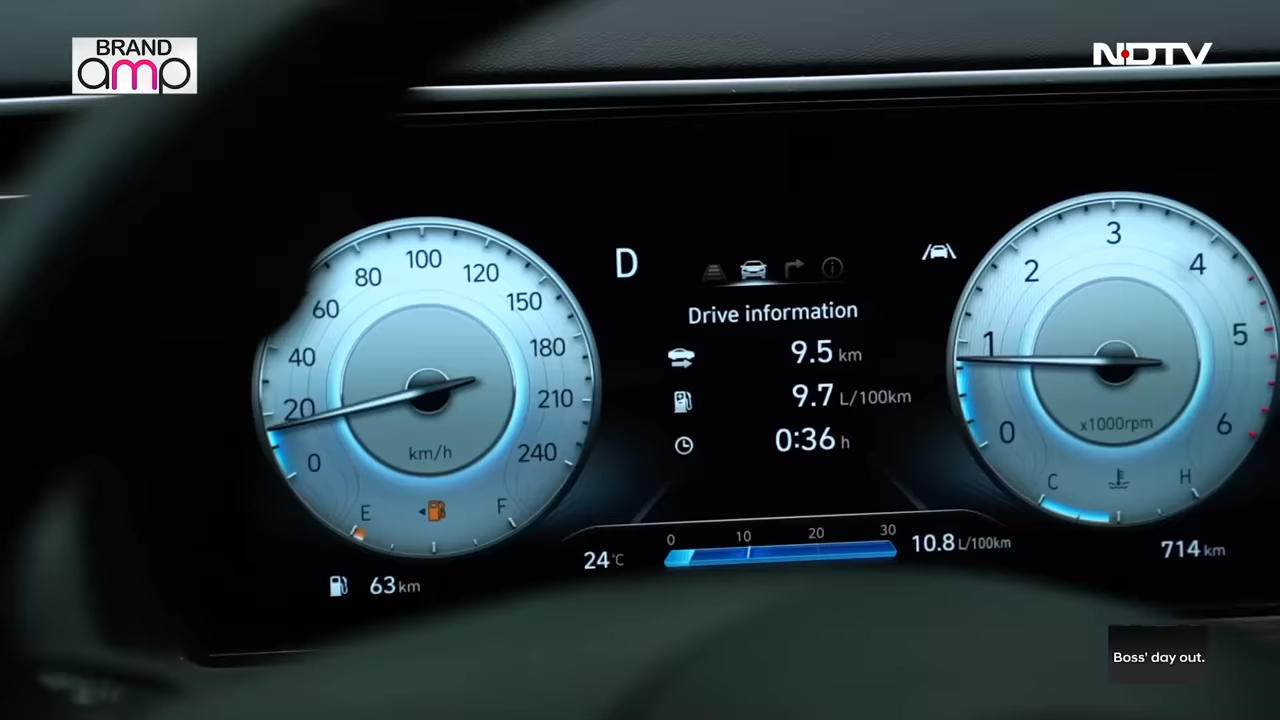 BRAND
amp
NDTV
0
20
40
60
80
100
120
150
180
210
240
km/h
E
F
63 km
D
Drive information
9.5 km
9.7 L/100km
0:36 h
24°C
0 10 20 30
10.8 L/100km
0
1
2
3
4
5
6
x1000rpm
C
H
714 km
Boss' day out.